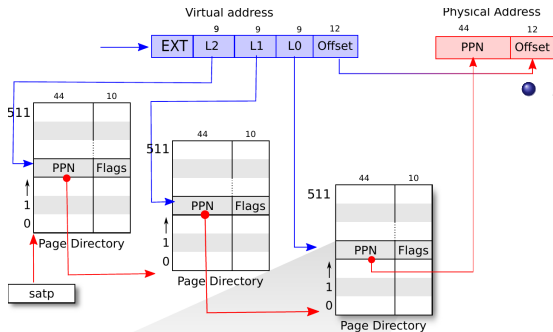 Virtual address
Physical Address
9 9 9 12
44 12
EXT L2 L1 L0 Offset
PPN Offset
44 10
511
PPN Flags
1
0
Page Directory
satp
44 10
511
PPN Flags
1
0
Page Directory
44 10
511
PPN Flags
1
0
Page Directory